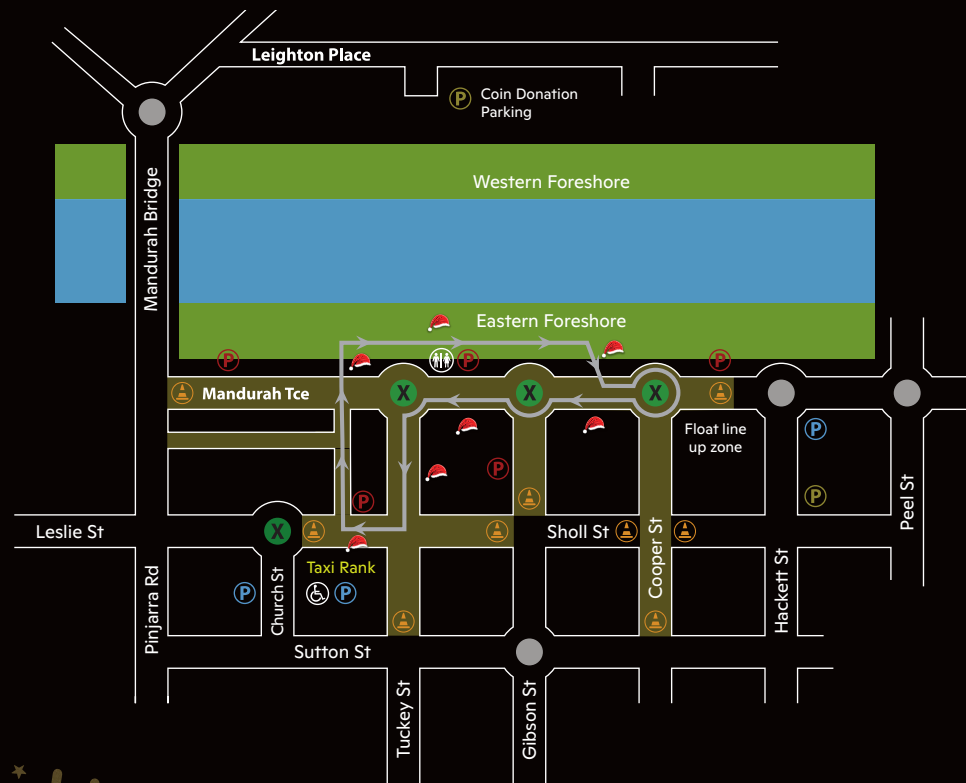 Leighton Place
P Coin Donation
Parking
Western Foreshore
Mandurah Bridge
Eastern Foreshore
P
P
P
Mandurah Tce
X
X
X
Float line
up zone
P
P
P
P
Peel St
Leslie St
X
Sholl St
Cooper St
Taxi Rank
Pinjarra Rd
P
Church St
P
Hackett St
Sutton St
Tuckey St
Gibson St